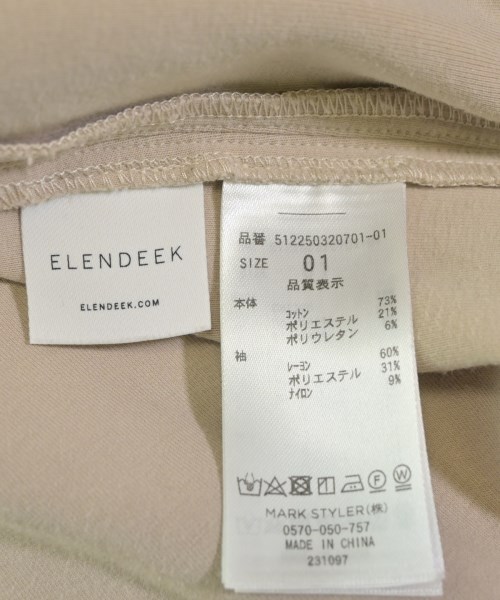 ELENDEEK
ELENDEEK.COM
品番 512250320701-01
SIZE 01
品質表示
本体 コットン 73%
ポリエステル 21%
ポリウレタン 6%
袖 レーヨン 60%
ポリエステル 31%
ナイロン 9%
F W
MARK STYLER(株)
0570-050-757
MADE IN CHINA
231097